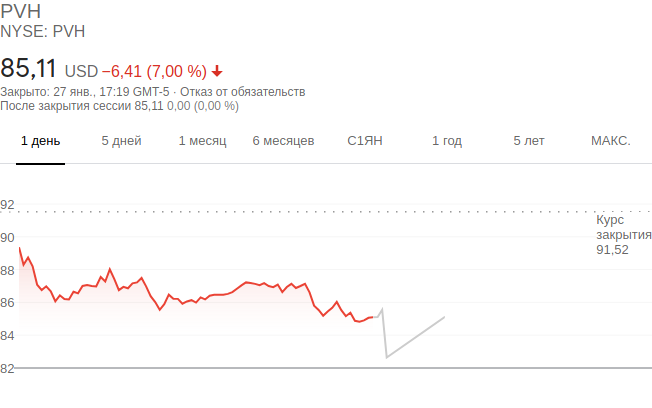 PVH
NYSE: PVH
85,11 USD −6,41 (7,00 %)
Закрыто: 27 янв., 17:19 GMT-5 · Отказ от обязательств
После закрытия сессии 85,11 0,00 (0,00 %)
1 день 5 дней 1 месяц 6 месяцев С1ЯН 1 год 5 лет МАКС.
92
Курс
закрытия
91,52
90
88
86
84
82